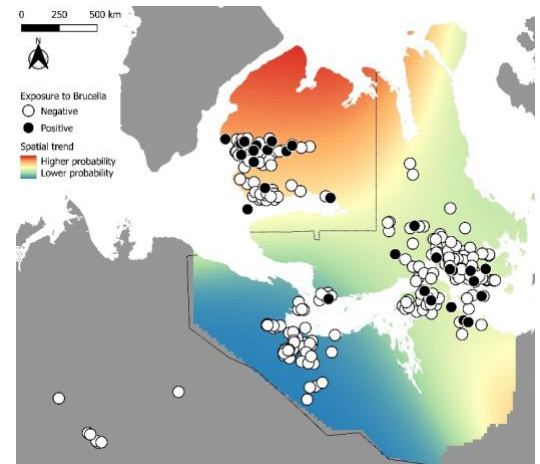 0 250 500 km
N
Exposure to Brucella
Negative
Positive
Spatial trend
Higher probability
Lower probability